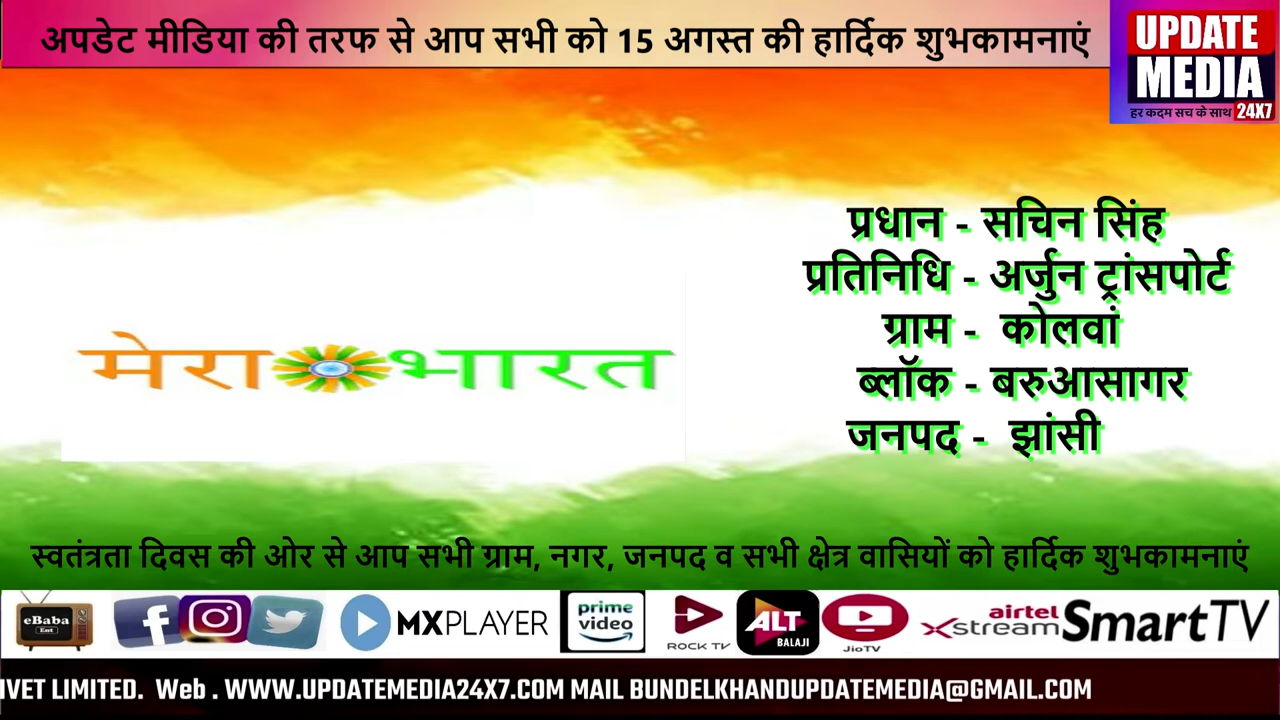 अपडेट मीडिया की तरफ से आप सभी को 15 अगस्त की हार्दिक शुभकामनाएं
UPDATE
MEDIA
हर कदम सच के साथ 24X7
प्रधान - सचिन सिंह
प्रतिनिधि - अर्जुन ट्रांसपोर्ट
ग्राम - कोलवां
ब्लॉक - बरुआसागर
जनपद - झांसी
मेरा भारत
स्वतंत्रता दिवस की ओर से आप सभी ग्राम, नगर, जनपद व सभी क्षेत्र वासियों को हार्दिक शुभकामनाएं
eBaba
Ent
MXPLAYER
prime
video
ROCK TV
ALT
BALAJI
JioTV
airtel
xstream
SmartTV
IVET LIMITED. Web . WWW.UPDATEMEDIA24X7.COM MAIL BUNDELKHANDUPDATEMEDIA@GMAIL.COM